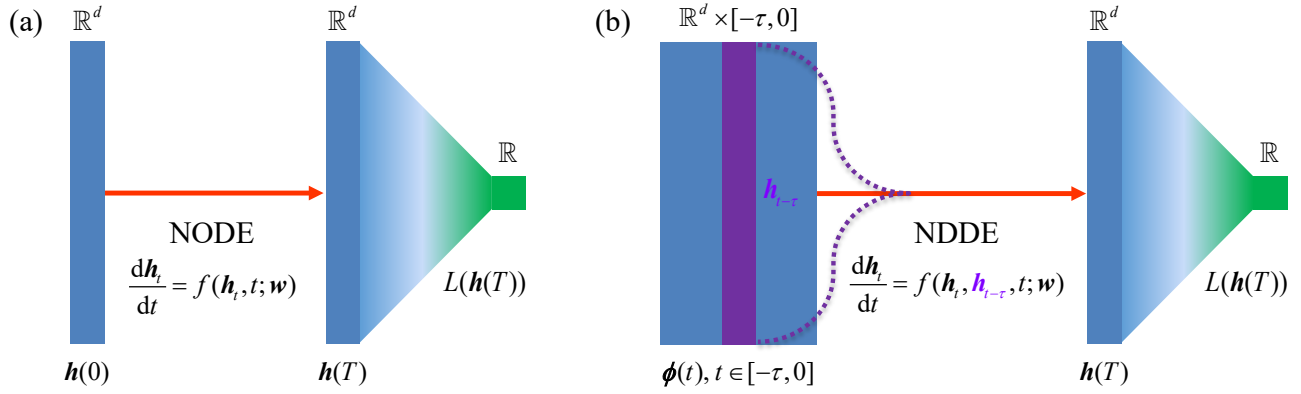 (a)
ℝ^d
ℝ^d
ℝ
NODE
dh_t/dt = f(h_t, t; w)
L(h(T))
h(0)
h(T)
(b)
ℝ^d × [-τ, 0]
ℝ^d
ℝ
h_{t-τ}
NDDE
dh_t/dt = f(h_t, h_{t-τ}, t; w)
L(h(T))
ϕ(t), t ∈ [-τ, 0]
h(T)